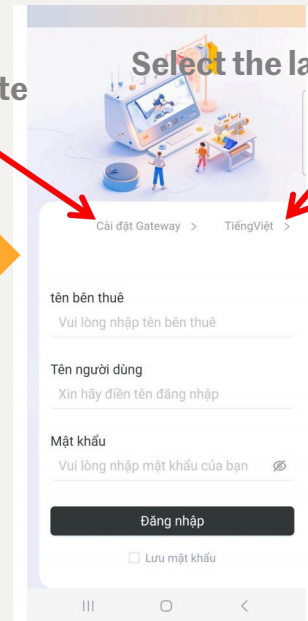 Select the la
te
Cài đặt Gateway >
TiếngViệt >
tên bên thuê
Vui lòng nhập tên bên thuê
Tên người dùng
Xin hãy điền tên đăng nhập
Mật khẩu
Vui lòng nhập mật khẩu của bạn
Đăng nhập
Lưu mật khẩu